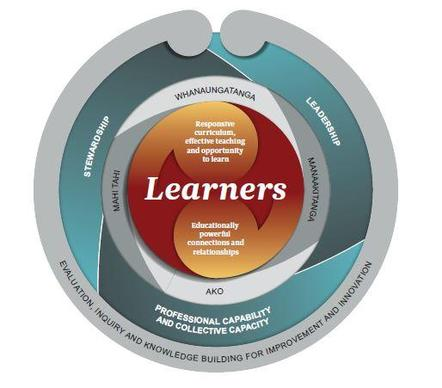 WHANAUNGATANGA
LEADERSHIP
STEWARDSHIP
Responsive
curriculum,
effective teaching
and opportunity
to learn
MAHI TAHI
Learners
MANAAKITANGA
Educationally
powerful
connections and
relationships
AKO
PROFESSIONAL CAPABILITY
AND COLLECTIVE CAPACITY
EVALUATION, INQUIRY AND KNOWLEDGE BUILDING FOR IMPROVEMENT AND INNOVATION